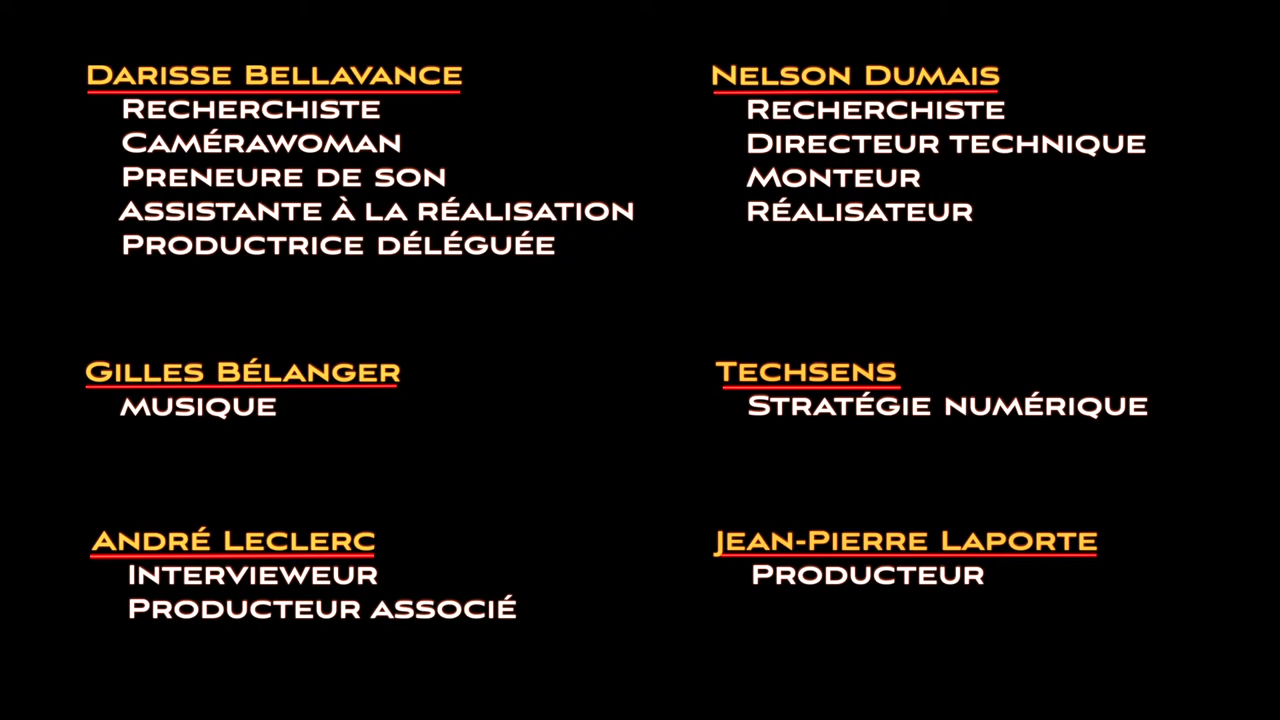 Darisse Bellavance
Recherchiste
Camérawoman
Preneure de son
Assistante à la réalisation
Productrice déléguée
Nelson Dumais
Recherchiste
Directeur technique
Monteur
Réalisateur
Gilles Bélanger
musique
Techsens
Stratégie numérique
André Leclerc
Intervieweur
Producteur associé
Jean-Pierre Laporte
Producteur